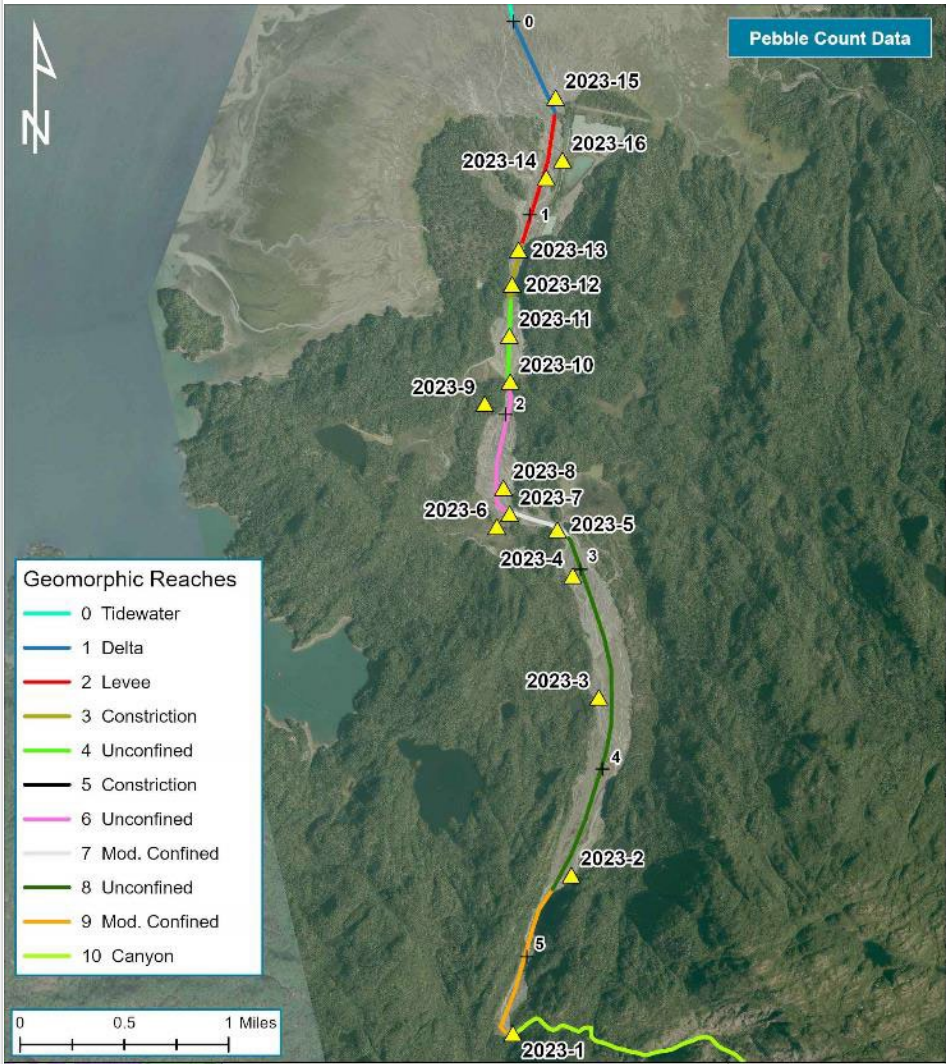 Pebble Count Data
N
0
2023-15
2023-16
2023-14
1
2023-13
2023-12
2023-11
2023-10
2023-9
2
2023-8
2023-7
2023-6
2023-5
2023-4
3
2023-3
4
2023-2
5
2023-1
Geomorphic Reaches
0 Tidewater
1 Delta
2 Levee
3 Constriction
4 Unconfined
5 Constriction
6 Unconfined
7 Mod. Confined
8 Unconfined
9 Mod. Confined
10 Canyon
0 0.5 1 Miles